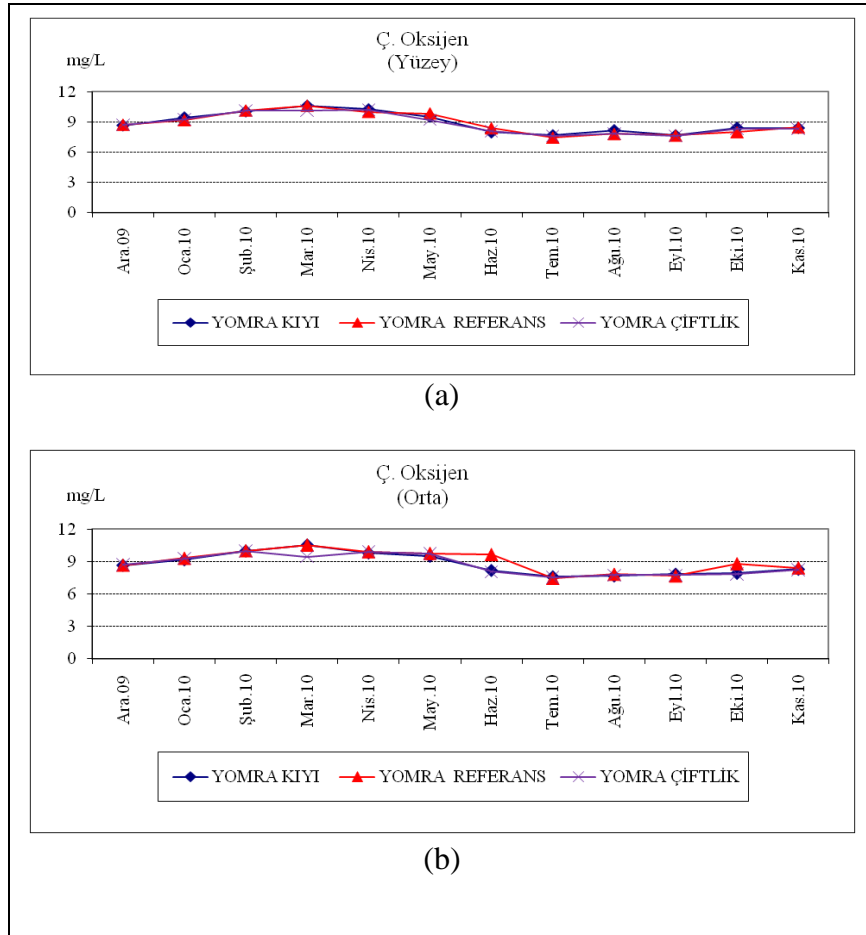 Ç. Oksijen
(Yüzey)
mg/L
12
9
6
3
0
Ara.09
Oca.10
Şub.10
Mar.10
Nis.10
May.10
Haz.10
Tem.10
Ağu.10
Eyl.10
Eki.10
Kas.10
YOMRA KIYI YOMRA REFERANS YOMRA ÇİFTLİK
(a)
Ç. Oksijen
(Orta)
mg/L
12
9
6
3
0
Ara.09
Oca.10
Şub.10
Mar.10
Nis.10
May.10
Haz.10
Tem.10
Ağu.10
Eyl.10
Eki.10
Kas.10
YOMRA KIYI YOMRA REFERANS YOMRA ÇİFTLİK
(b)